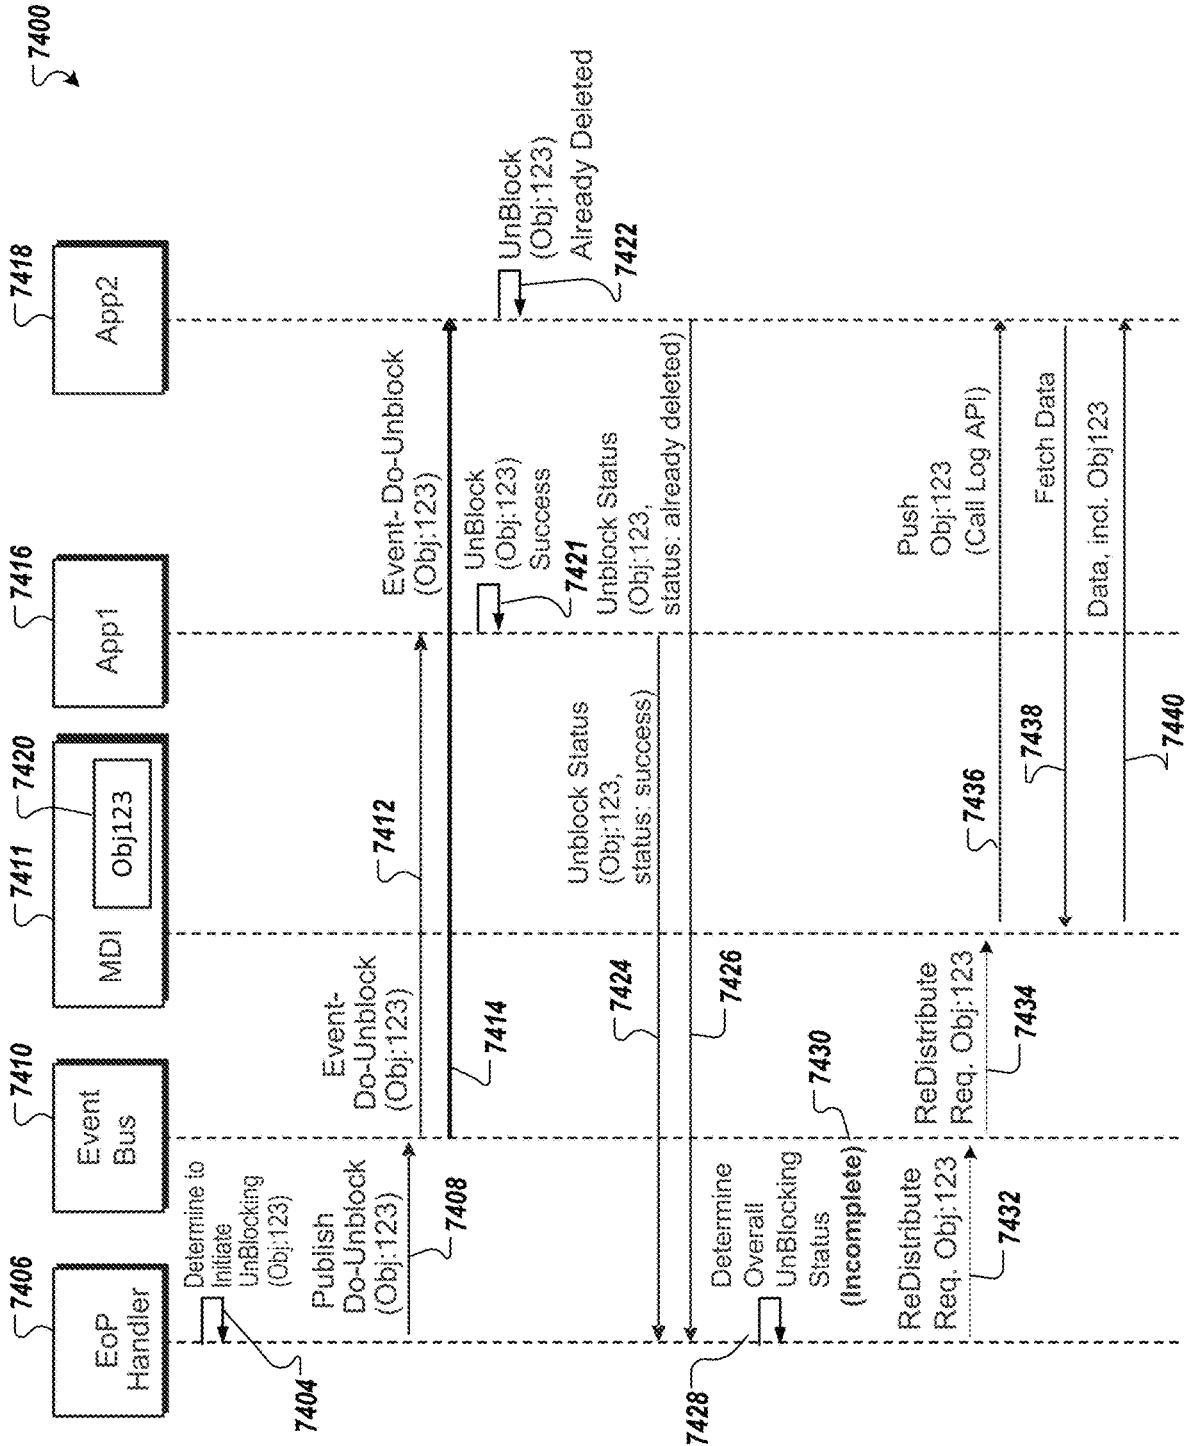 7400
7406
EoP
Handler
7410
Event
Bus
7411
7420
MDI
Obj123
7416
App1
7418
App2
Determine to
Initiate
UnBlocking
(Obj:123)
7404
Publish
Do-Unblock
(Obj:123)
7408
Event-
Do-Unblock
(Obj:123)
7412
7414
Event- Do-Unblock
(Obj:123)
UnBlock
(Obj:123)
Success
7421
UnBlock
(Obj:123)
Already Deleted
7422
Unblock Status
(Obj:123,
status: success)
7424
Unblock Status
(Obj:123,
status: already deleted)
7426
Determine
Overall
UnBlocking
Status
(Incomplete)
7428
7430
ReDistribute
Req. Obj:123
7432
ReDistribute
Req. Obj:123
7434
Push
Obj:123
(Call Log API)
7436
Fetch Data
7438
Data, incl. Obj123
7440